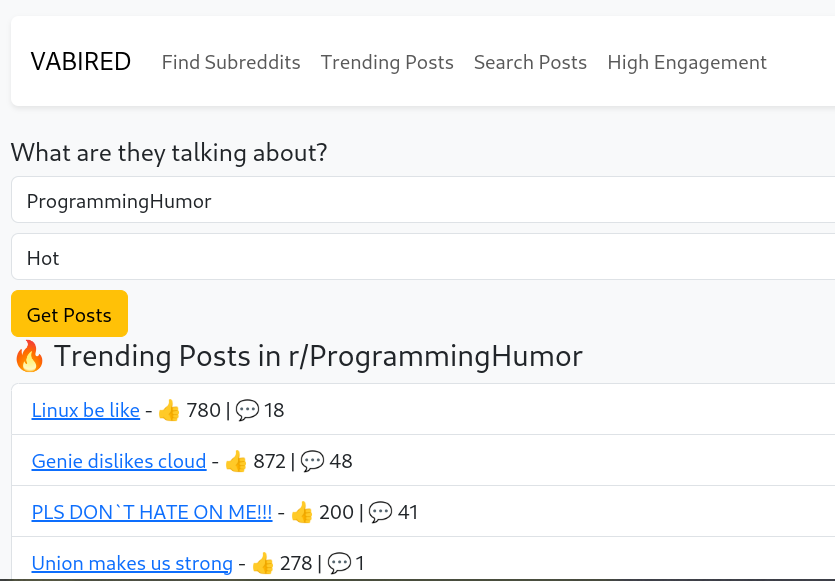 VABIRED Find Subreddits Trending Posts Search Posts High Engagement
What are they talking about?
ProgrammingHumor
Hot
Get Posts
🔥 Trending Posts in r/ProgrammingHumor
Linux be like - 👍 780 | 💬 18
Genie dislikes cloud - 👍 872 | 💬 48
PLS DON`T HATE ON ME!!! - 👍 200 | 💬 41
Union makes us strong - 👍 278 | 💬 1